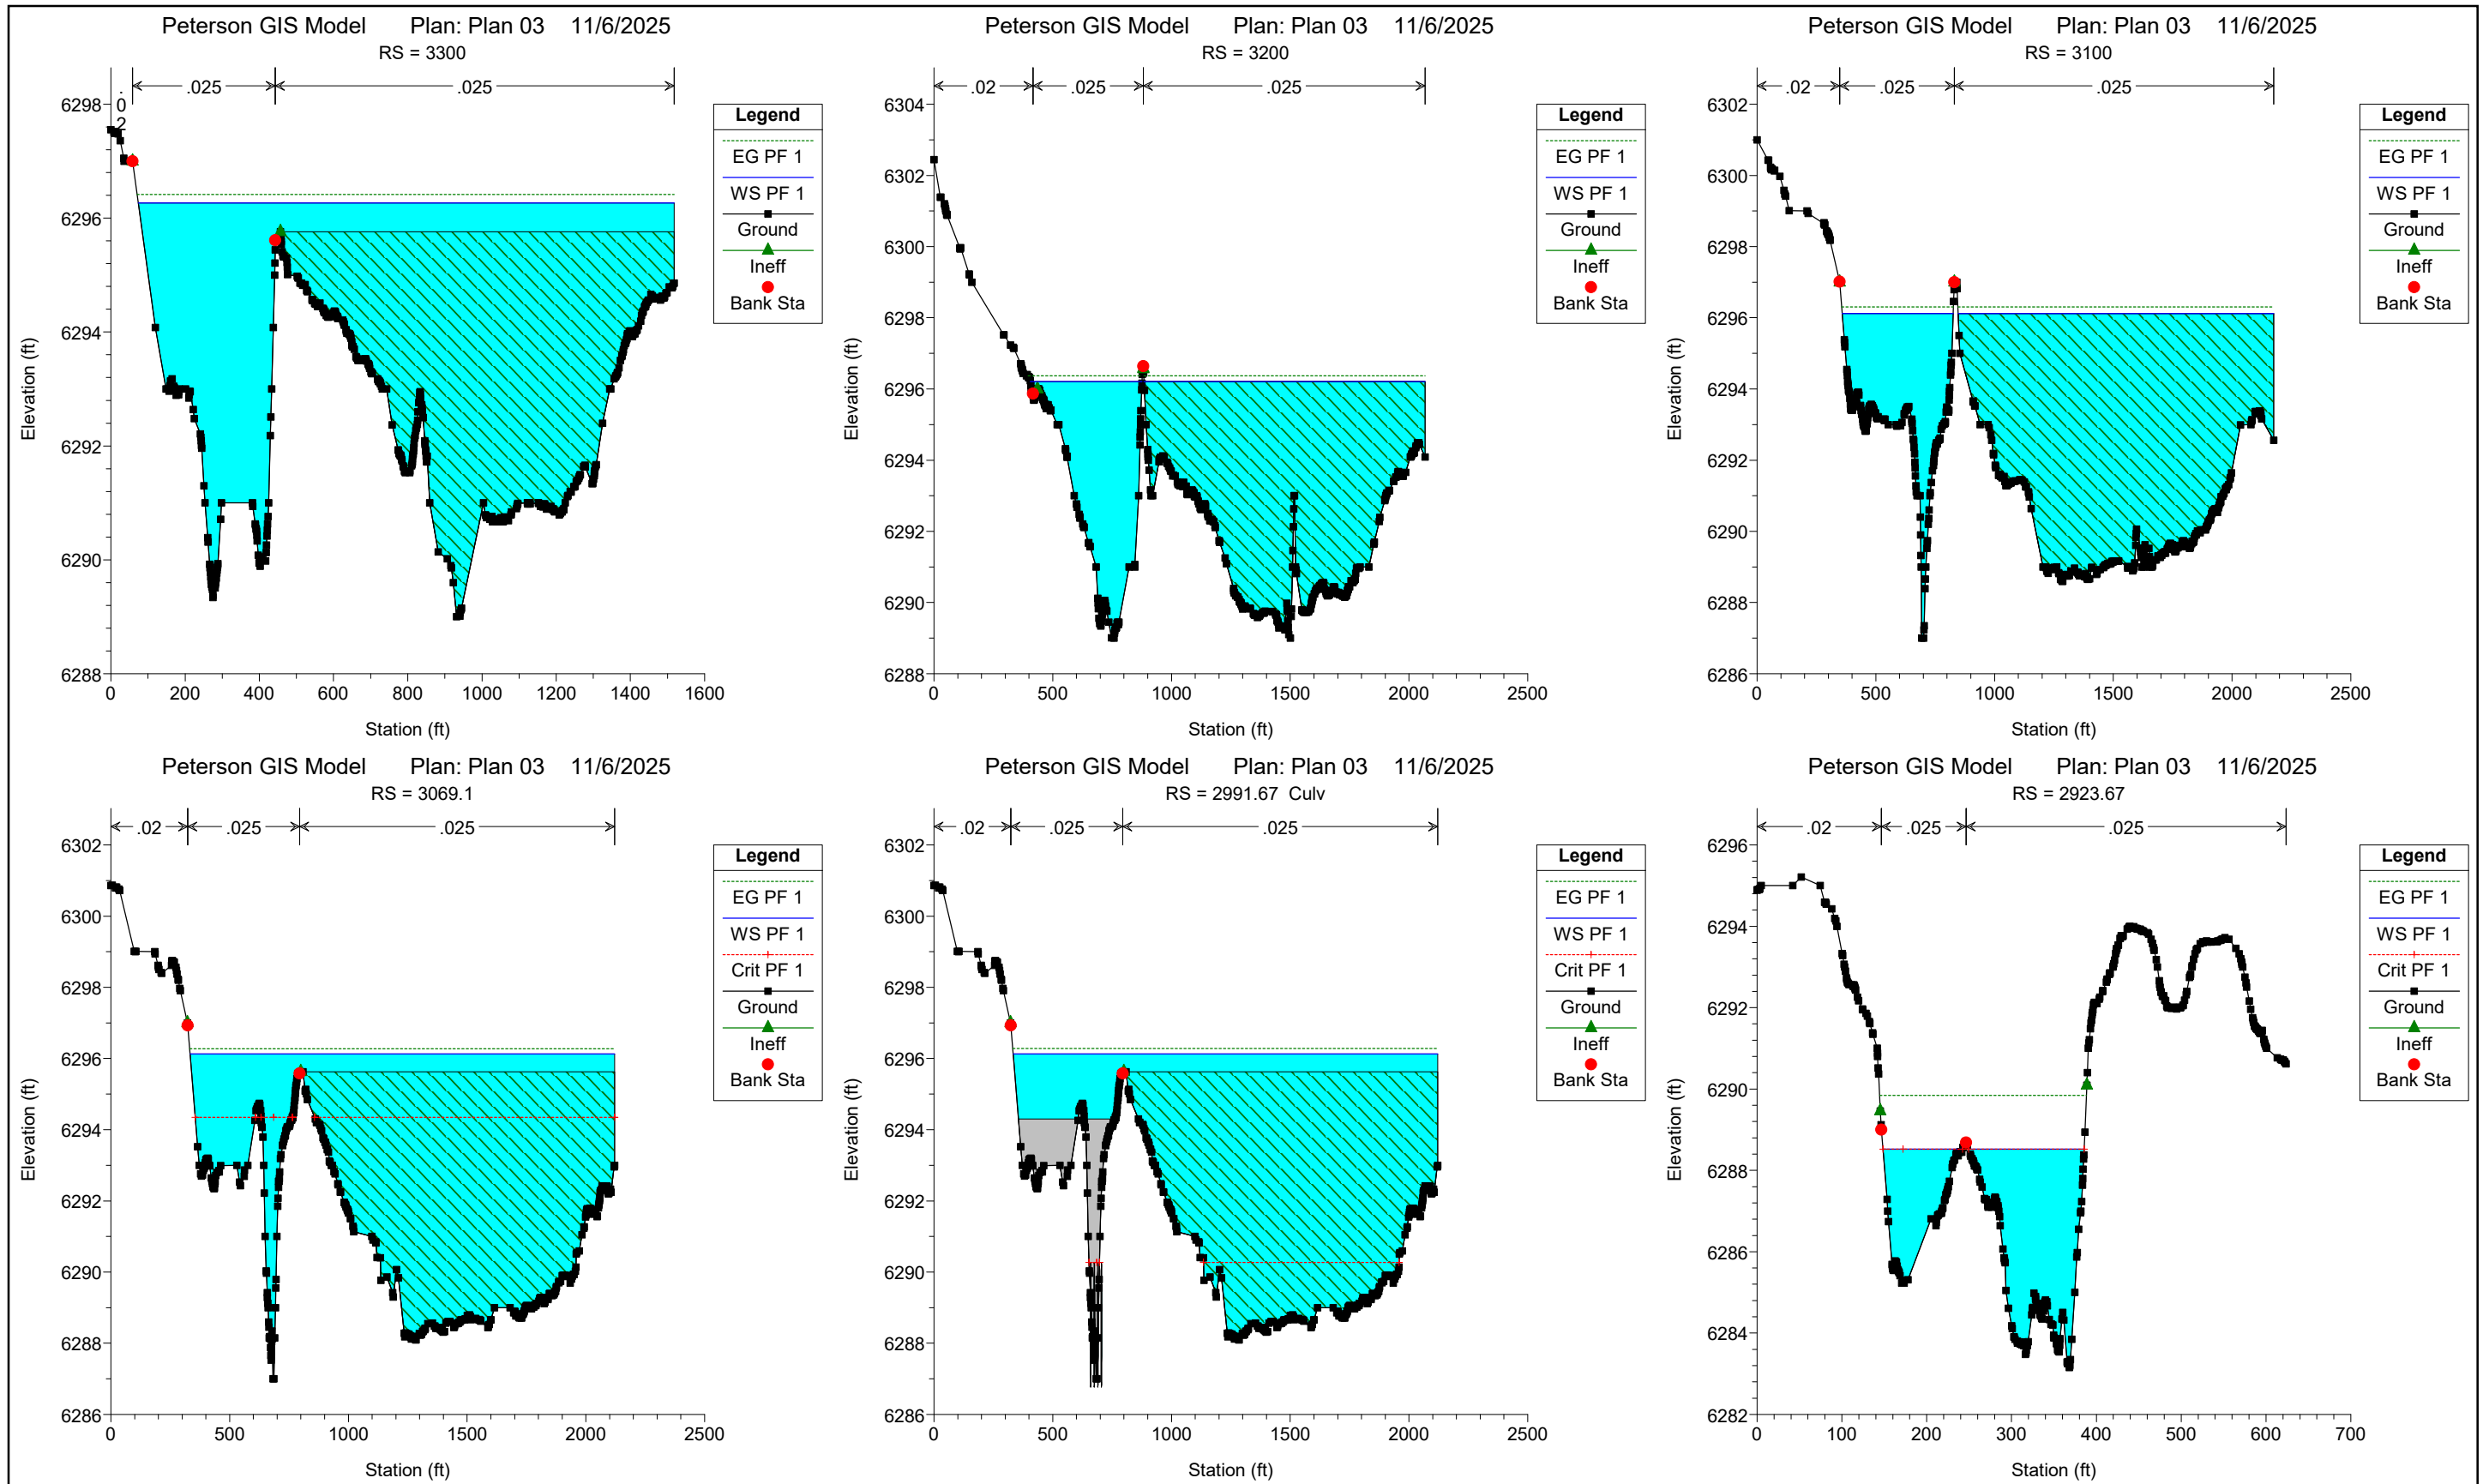 Peterson GIS Model Plan: Plan 03 11/6/2025
RS = 3300
.02
.025
.025
6298
6296
6294
6292
6290
6288
Elevation (ft)
0 200 400 600 800 1000 1200 1400 1600
Station (ft)
Legend
EG PF 1
WS PF 1
Ground
Ineff
Bank Sta
Peterson GIS Model Plan: Plan 03 11/6/2025
RS = 3200
.02 .025 .025
6304
6302
6300
6298
6296
6294
6292
6290
6288
Elevation (ft)
0 500 1000 1500 2000 2500
Station (ft)
Legend
EG PF 1
WS PF 1
Ground
Ineff
Bank Sta
Peterson GIS Model Plan: Plan 03 11/6/2025
RS = 3100
.02 .025 .025
6302
6300
6298
6296
6294
6292
6290
6288
6286
Elevation (ft)
0 500 1000 1500 2000 2500
Station (ft)
Legend
EG PF 1
WS PF 1
Ground
Ineff
Bank Sta
Peterson GIS Model Plan: Plan 03 11/6/2025
RS = 3069.1
.02 .025 .025
6302
6300
6298
6296
6294
6292
6290
6288
6286
Elevation (ft)
0 500 1000 1500 2000 2500
Station (ft)
Legend
EG PF 1
WS PF 1
Crit PF 1
Ground
Ineff
Bank Sta
Peterson GIS Model Plan: Plan 03 11/6/2025
RS = 2991.67 Culv
.02 .025 .025
6302
6300
6298
6296
6294
6292
6290
6288
6286
Elevation (ft)
0 500 1000 1500 2000 2500
Station (ft)
Legend
EG PF 1
WS PF 1
Crit PF 1
Ground
Ineff
Bank Sta
Peterson GIS Model Plan: Plan 03 11/6/2025
RS = 2923.67
.02 .025 .025
6296
6294
6292
6290
6288
6286
6284
6282
Elevation (ft)
0 100 200 300 400 500 600 700
Station (ft)
Legend
EG PF 1
WS PF 1
Crit PF 1
Ground
Ineff
Bank Sta